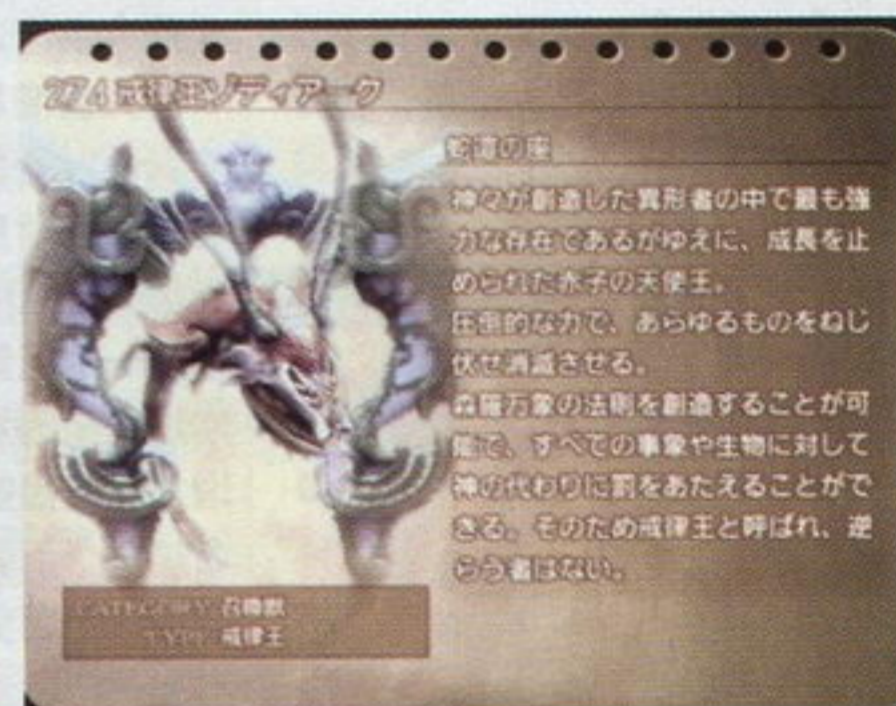 274 戒律王ゾディアーク
蛇遣の座
神々が創造した異形者の中で最も強
力な存在であるがゆえに、成長を止
められた赤子の天使王。
圧倒的な力で、あらゆるものをねじ
伏せ消滅させる。
森羅万象の法則を創造することが可
能で、すべての事象や生物に対して
神の代わりに罰をあたえることがで
きる。そのため戒律王と呼ばれ、逆
らう者はない。
CATEGORY 召喚獣
TYPE 戒律王